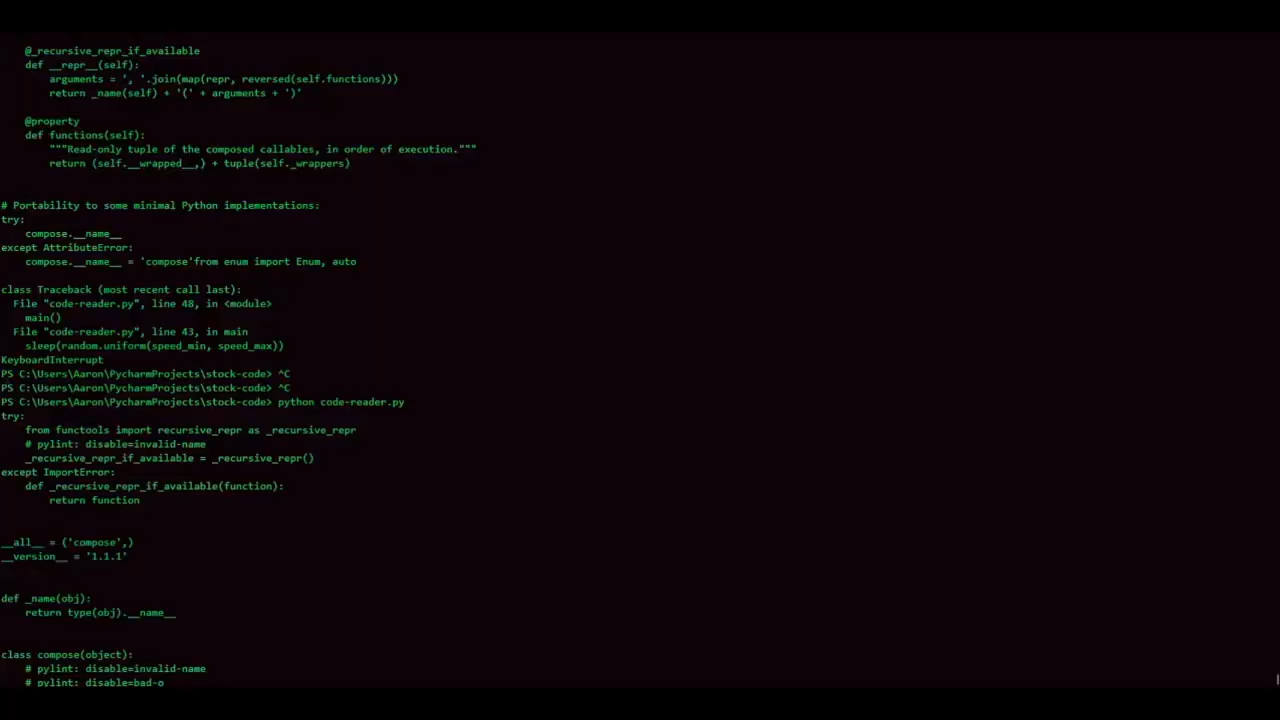 @_recursive_repr_if_available
def __repr__(self):
arguments = ', '.join(map(repr, reversed(self.functions)))
return _name(self) + '(' + arguments + ')'
@property
def functions(self):
"""Read-only tuple of the composed callables, in order of execution."""
return (self.__wrapped__,) + tuple(self._wrappers)
# Portability to some minimal Python implementations:
try:
compose.__name__
except AttributeError:
compose.__name__ = 'compose'from enum import Enum, auto
class Traceback (most recent call last):
File "code-reader.py", line 48, in <module>
main()
File "code-reader.py", line 43, in main
sleep(random.uniform(speed_min, speed_max))
KeyboardInterrupt
PS C:\Users\Aaron\PycharmProjects\stock-code> ^C
PS C:\Users\Aaron\PycharmProjects\stock-code> ^C
PS C:\Users\Aaron\PycharmProjects\stock-code> python code-reader.py
try:
from functools import recursive_repr as _recursive_repr
# pylint: disable=invalid-name
_recursive_repr_if_available = _recursive_repr()
except ImportError:
def _recursive_repr_if_available(function):
return function
__all__ = ('compose',)
__version__ = '1.1.1'
def _name(obj):
return type(obj).__name__
class compose(object):
# pylint: disable=invalid-name
# pylint: disable=bad-o